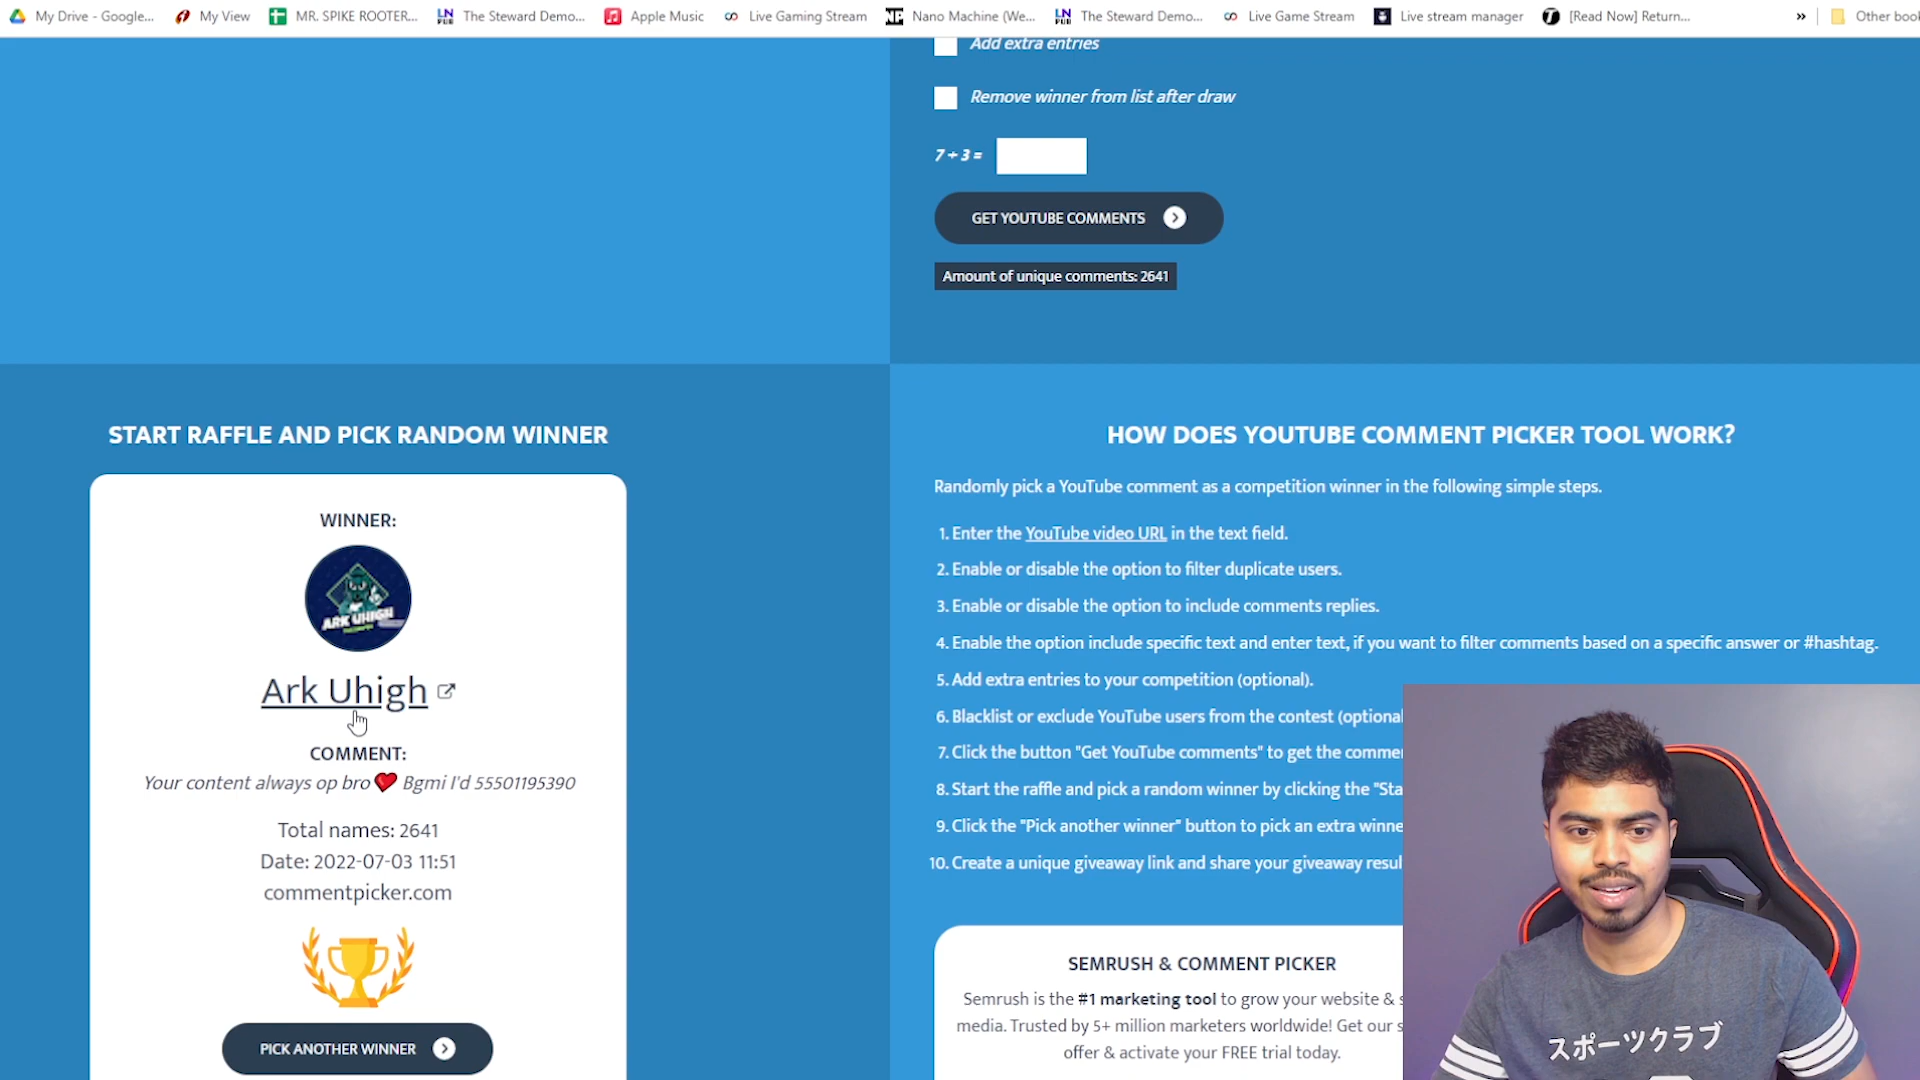 My Drive - Google...
My View
MR. SPIKE ROOTER...
The Steward Demo...
Apple Music
Live Gaming Stream
Nano Machine (We...
The Steward Demo...
Live Game Stream
Live stream manager
[Read Now] Return...
»
Other book
Add extra entries
Remove winner from list after draw
7 + 3 =
GET YOUTUBE COMMENTS
Amount of unique comments: 2641
START RAFFLE AND PICK RANDOM WINNER
WINNER:
ARK UHIGH
Ark Uhigh
COMMENT:
Your content always op bro ❤ Bgmi I'd 55501195390
Total names: 2641
Date: 2022-07-03 11:51
commentpicker.com
PICK ANOTHER WINNER
HOW DOES YOUTUBE COMMENT PICKER TOOL WORK?
Randomly pick a YouTube comment as a competition winner in the following simple steps.
1. Enter the YouTube video URL in the text field.
2. Enable or disable the option to filter duplicate users.
3. Enable or disable the option to include comments replies.
4. Enable the option include specific text and enter text, if you want to filter comments based on a specific answer or #hashtag.
5. Add extra entries to your competition (optional).
6. Blacklist or exclude YouTube users from the contest (optional
7. Click the button "Get YouTube comments" to get the comme
8. Start the raffle and pick a random winner by clicking the "Sta
9. Click the "Pick another winner" button to pick an extra winne
10. Create a unique giveaway link and share your giveaway resul
SEMRUSH & COMMENT PICKER
Semrush is the #1 marketing tool to grow your website & s
media. Trusted by 5+ million marketers worldwide! Get our s
offer & activate your FREE trial today.
スポーツクラブ